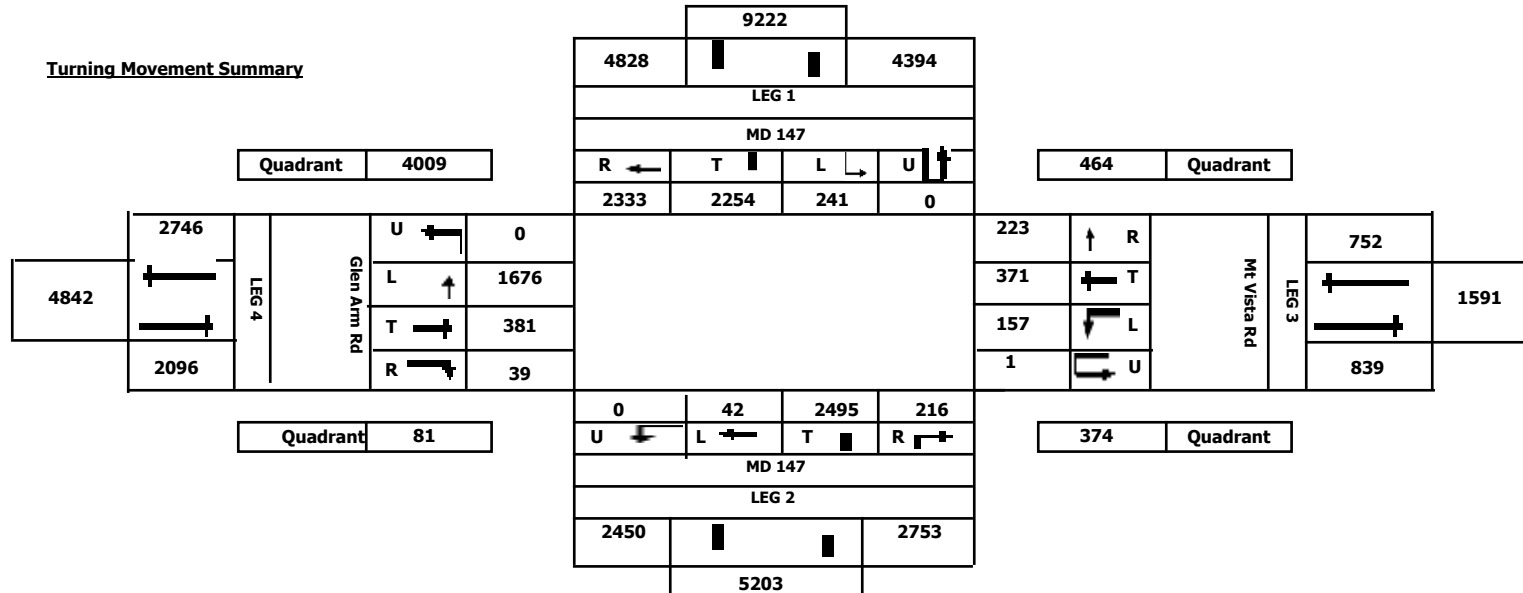 9222
Turning Movement Summary
4828 4394
LEG 1
MD 147
Quadrant 4009
R T L U
464 Quadrant
2333 2254 241 0
2746 U 0 223 R 752
4842 LEG 4 Glen Arm Rd L 1676 371 T Mt Vista Rd LEG 3 1591
T 381 157 L
2096 R 39 1 U 839
0 42 2495 216
Quadrant 81 U L T R 374 Quadrant
MD 147
LEG 2
2450 2753
5203